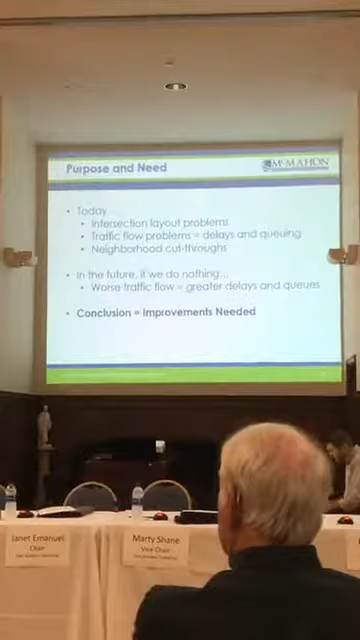 Purpose and Need
McMAHON
• Today
• Intersection layout problems
• Traffic flow problems = delays and queuing
• Neighborhood cut-throughs
• In the future, if we do nothing...
• Worse traffic flow = greater delays and queues
• Conclusion = Improvements Needed
Janet Emanuel
Chair
Marty Shane
Vice Chair